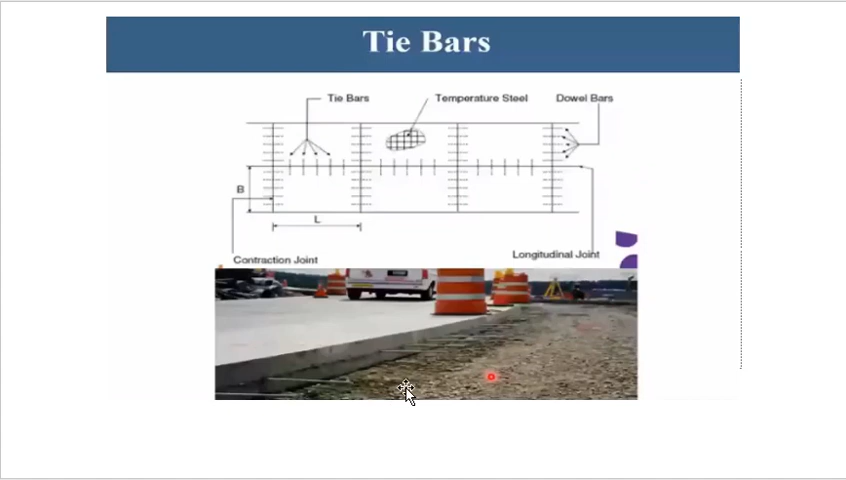 Tie Bars
Tie Bars
Temperature Steel
Dowel Bars
B
L
Contraction Joint
Longitudinal Joint